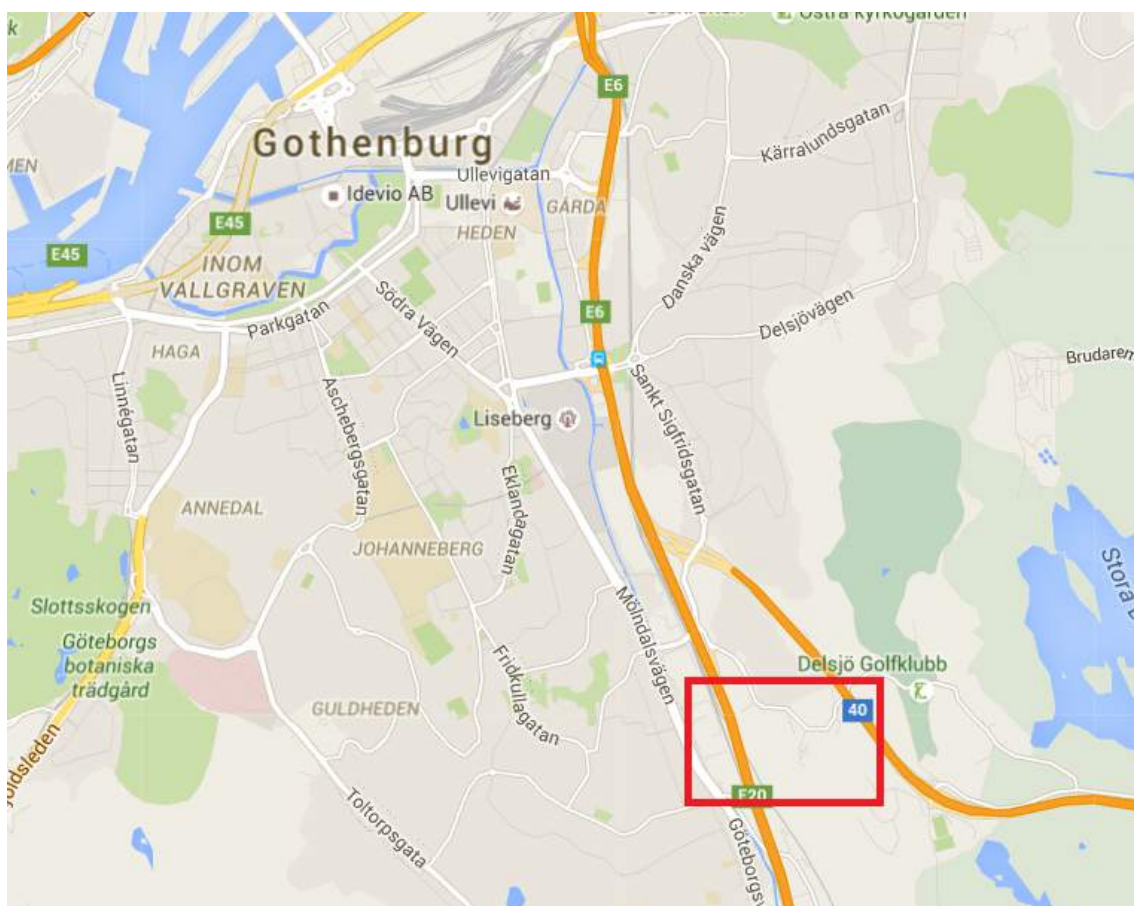 Östra kyrkogården
E6
Gothenburg
Kärralundsgatan
Ullevigatan
Idevio AB
Ullevi
GÅRDA
E45
HEDEN
E45
INOM
VALLGRAVEN
Danska vägen
Södra Vägen
E6
Delsjövägen
Parkgatan
HAGA
Brudarem
Linnégatan
Aschebergsgatan
Sankt Sigfridsgatan
Liseberg
Eklandagatan
ANNEDAL
JOHANNEBERG
Stora
Slottsskogen
Mölndalsvägen
Göteborgs
botaniska
trädgård
Fridkullagatan
Delsjö Golfklubb
GULDHEDEN
40
oldsleden
E20
Toltorpsgata
Göteborgsv